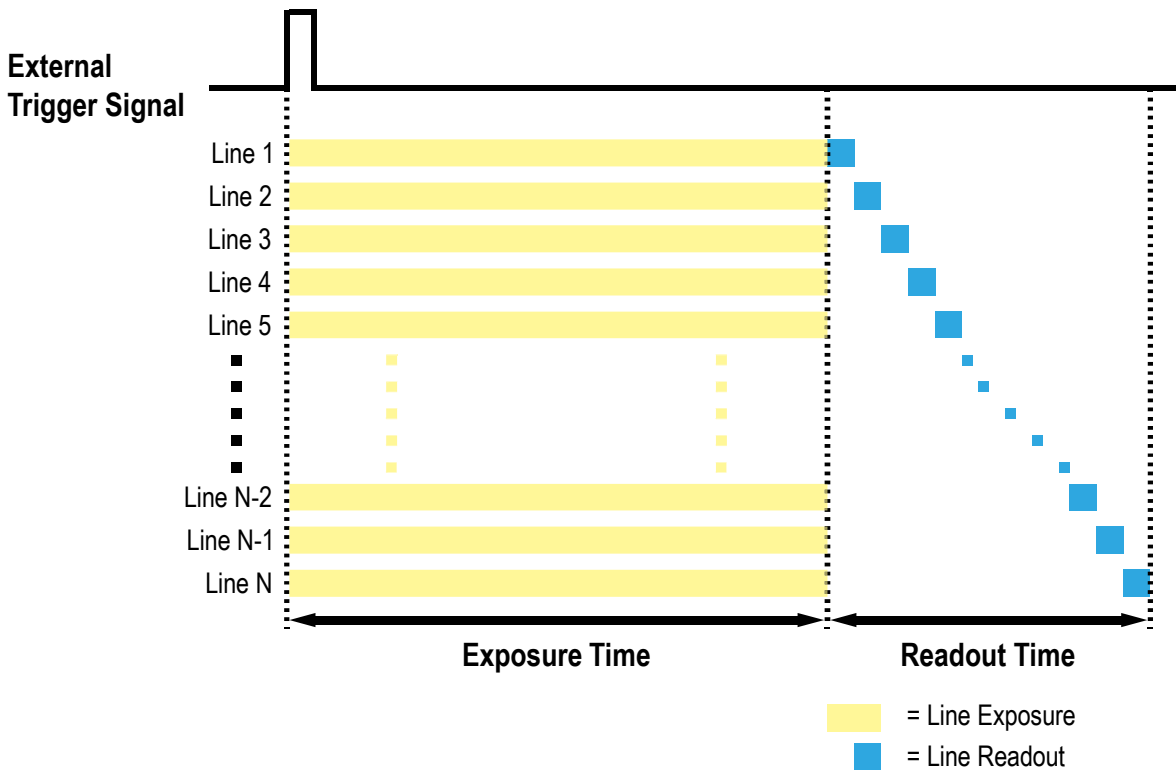 External
Trigger Signal
Line 1
Line 2
Line 3
Line 4
Line 5
Line N-2
Line N-1
Line N
Exposure Time
Readout Time
= Line Exposure
= Line Readout